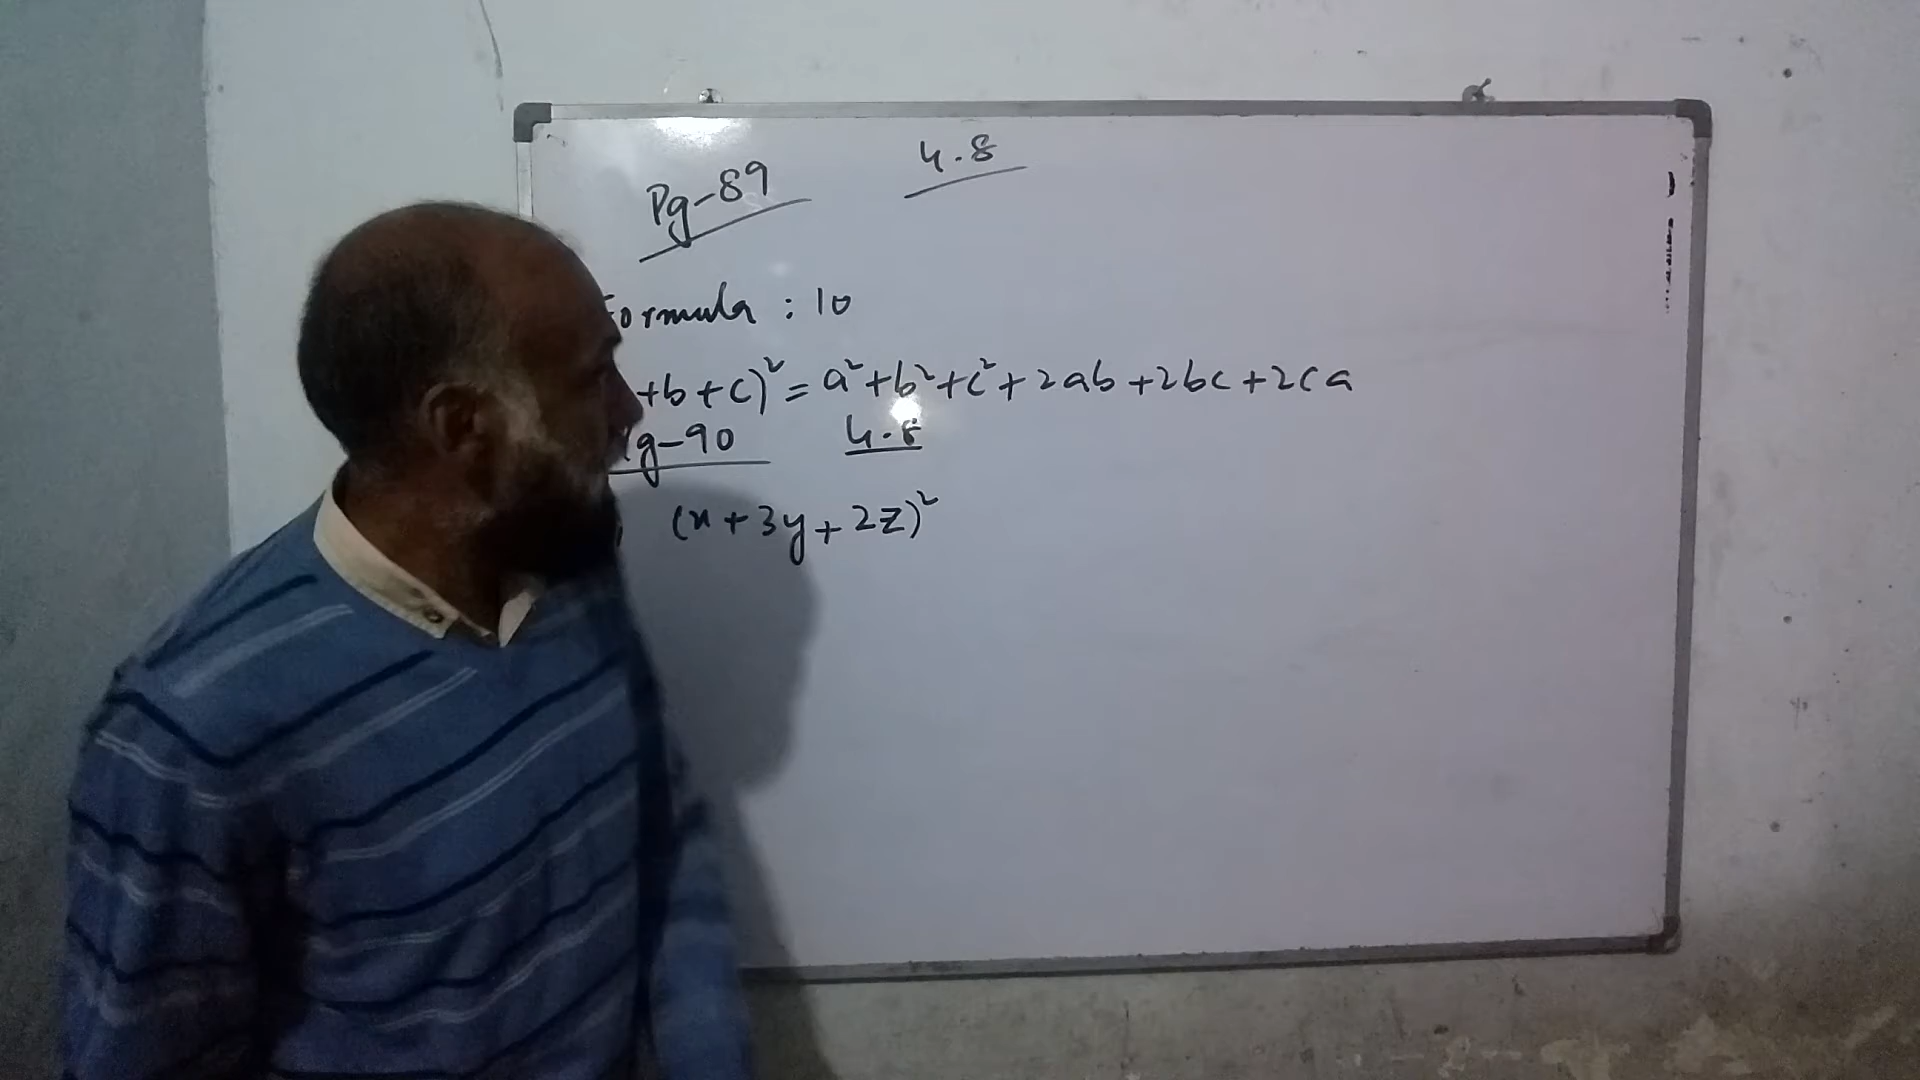 Pg-89 4.8
Formula : 10
+b+c)²=a²+b²+c²+2ab+2bc+2ca
g-90 4.8
(x+3y+2z)²